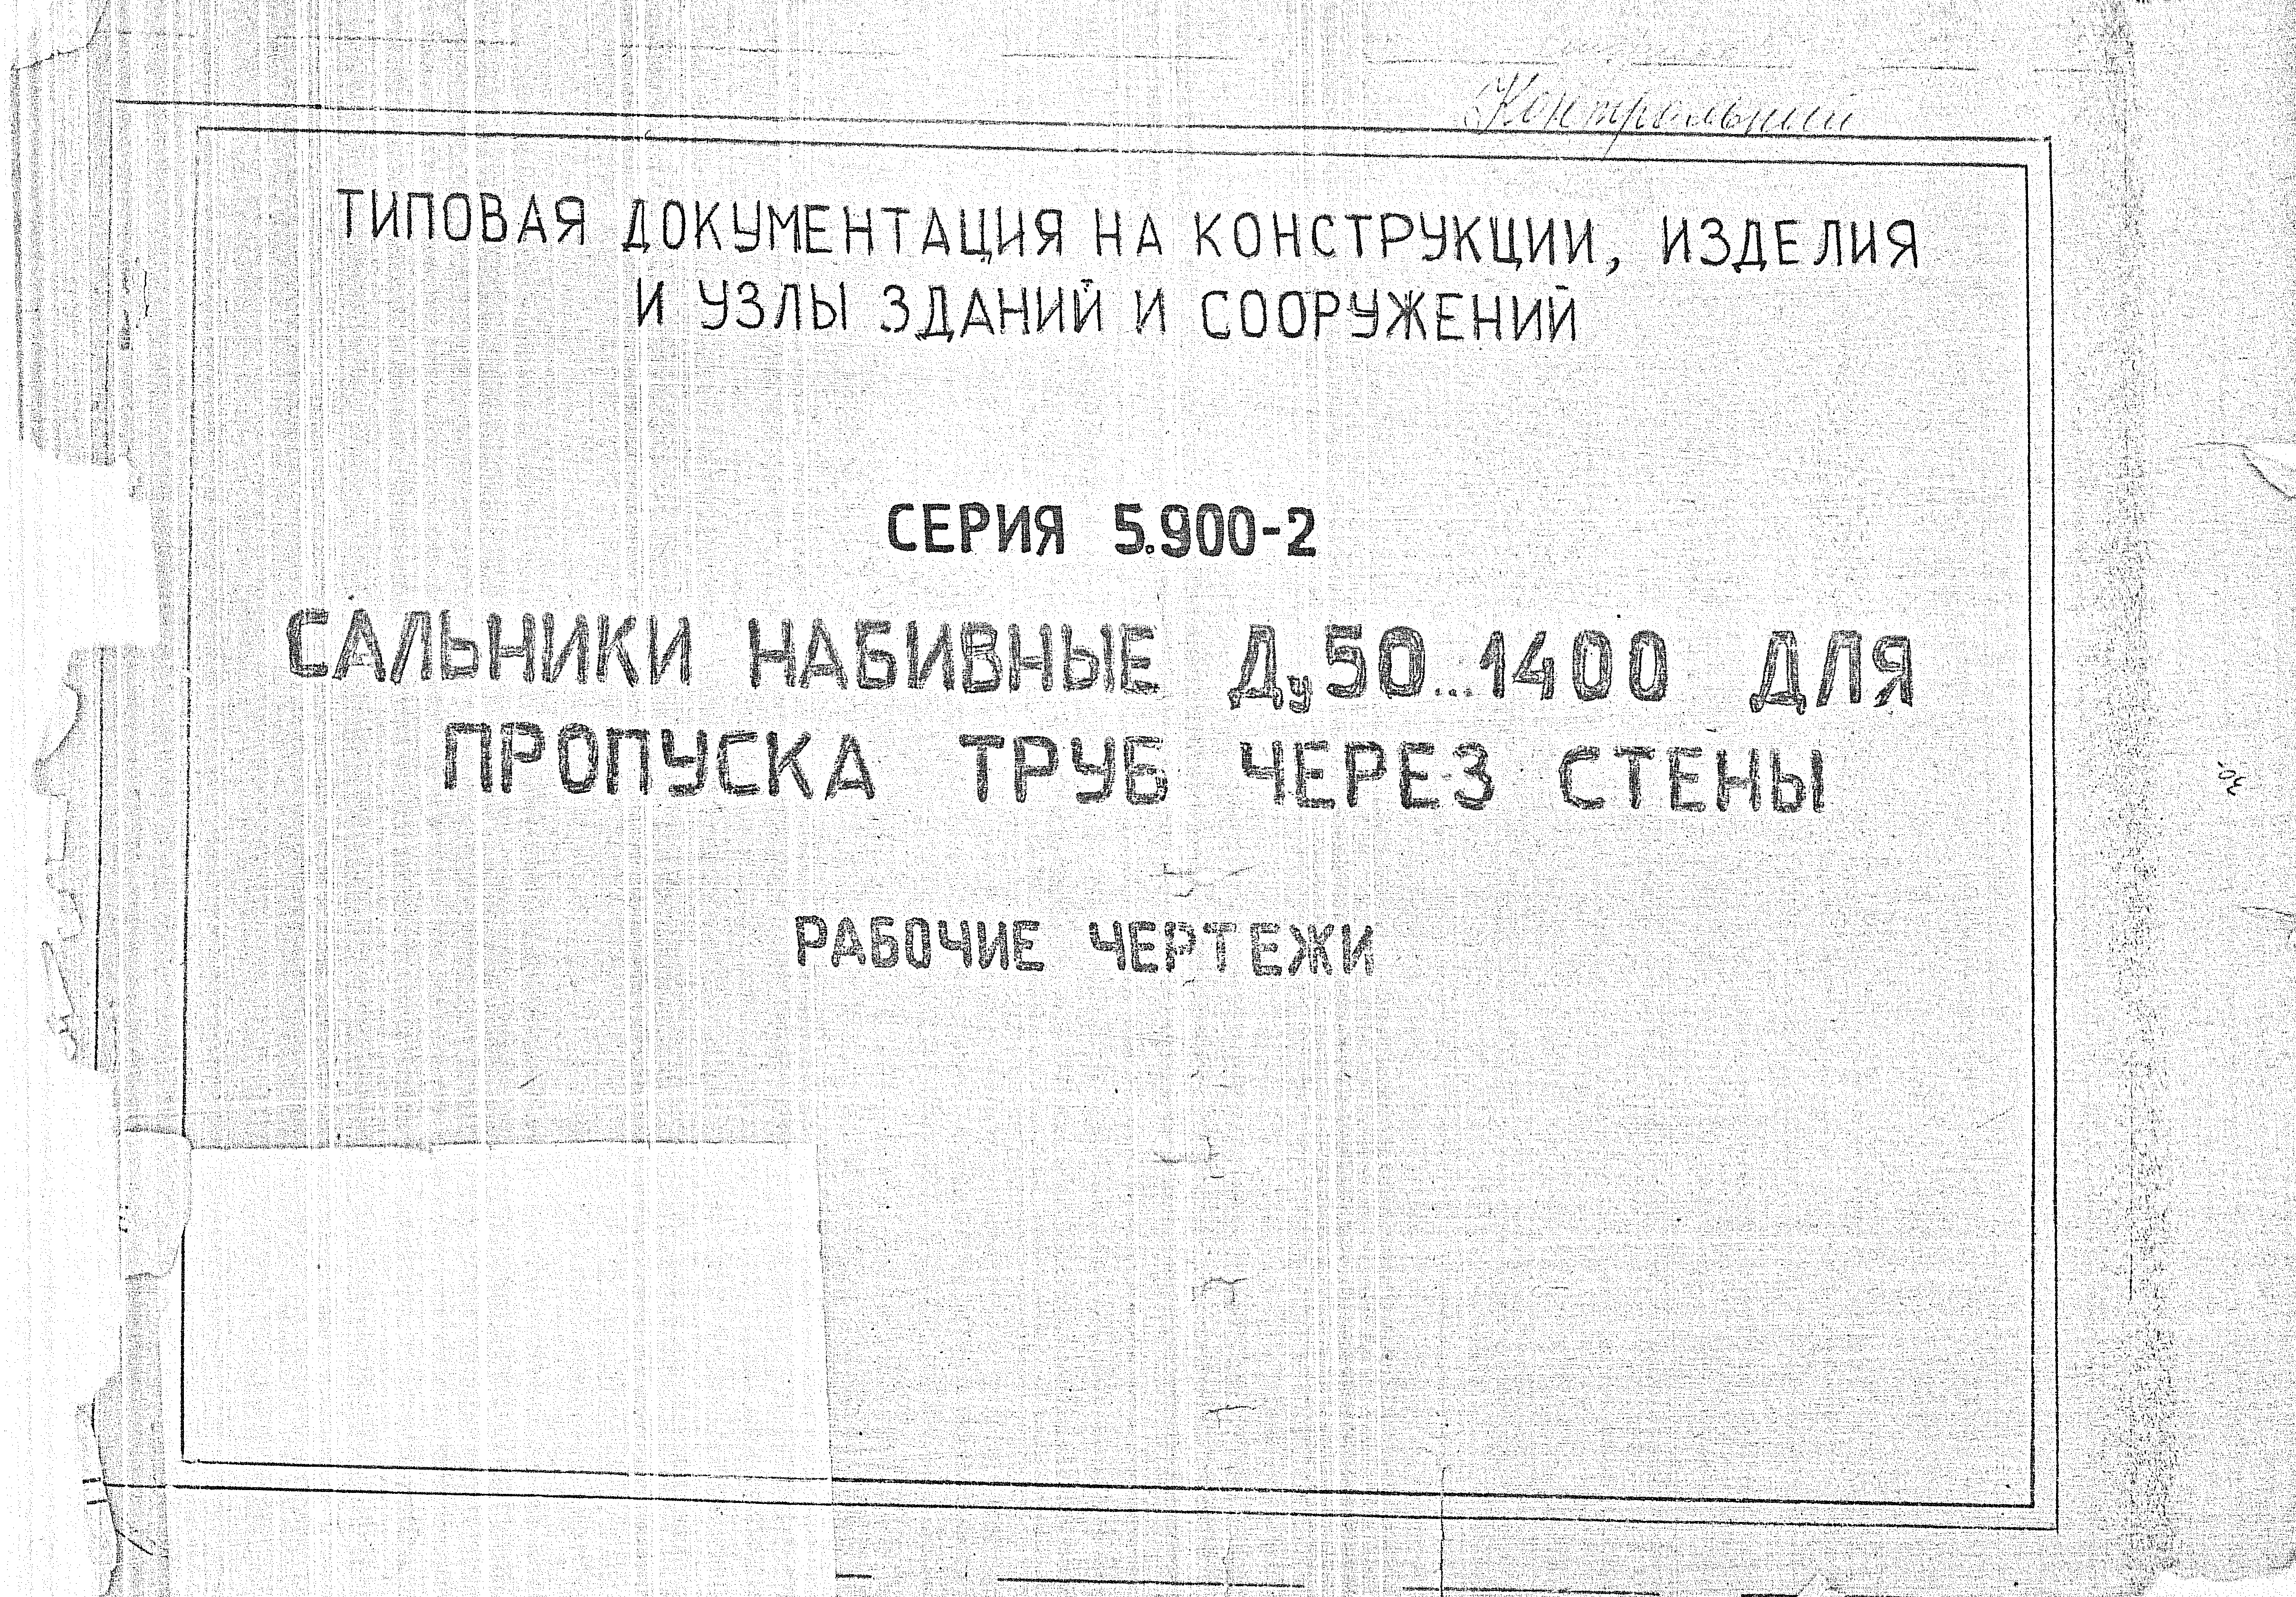 Контрольный
ТИПОВАЯ ДОКУМЕНТАЦИЯ НА КОНСТРУКЦИИ, ИЗДЕЛИЯ
И УЗЛЫ ЗДАНИЙ И СООРУЖЕНИЙ
СЕРИЯ 5.900-2
САЛЬНИКИ НАБИВНЫЕ Ду50...1400 ДЛЯ
ПРОПУСКА ТРУБ ЧЕРЕЗ СТЕНЫ
РАБОЧИЕ ЧЕРТЕЖИ